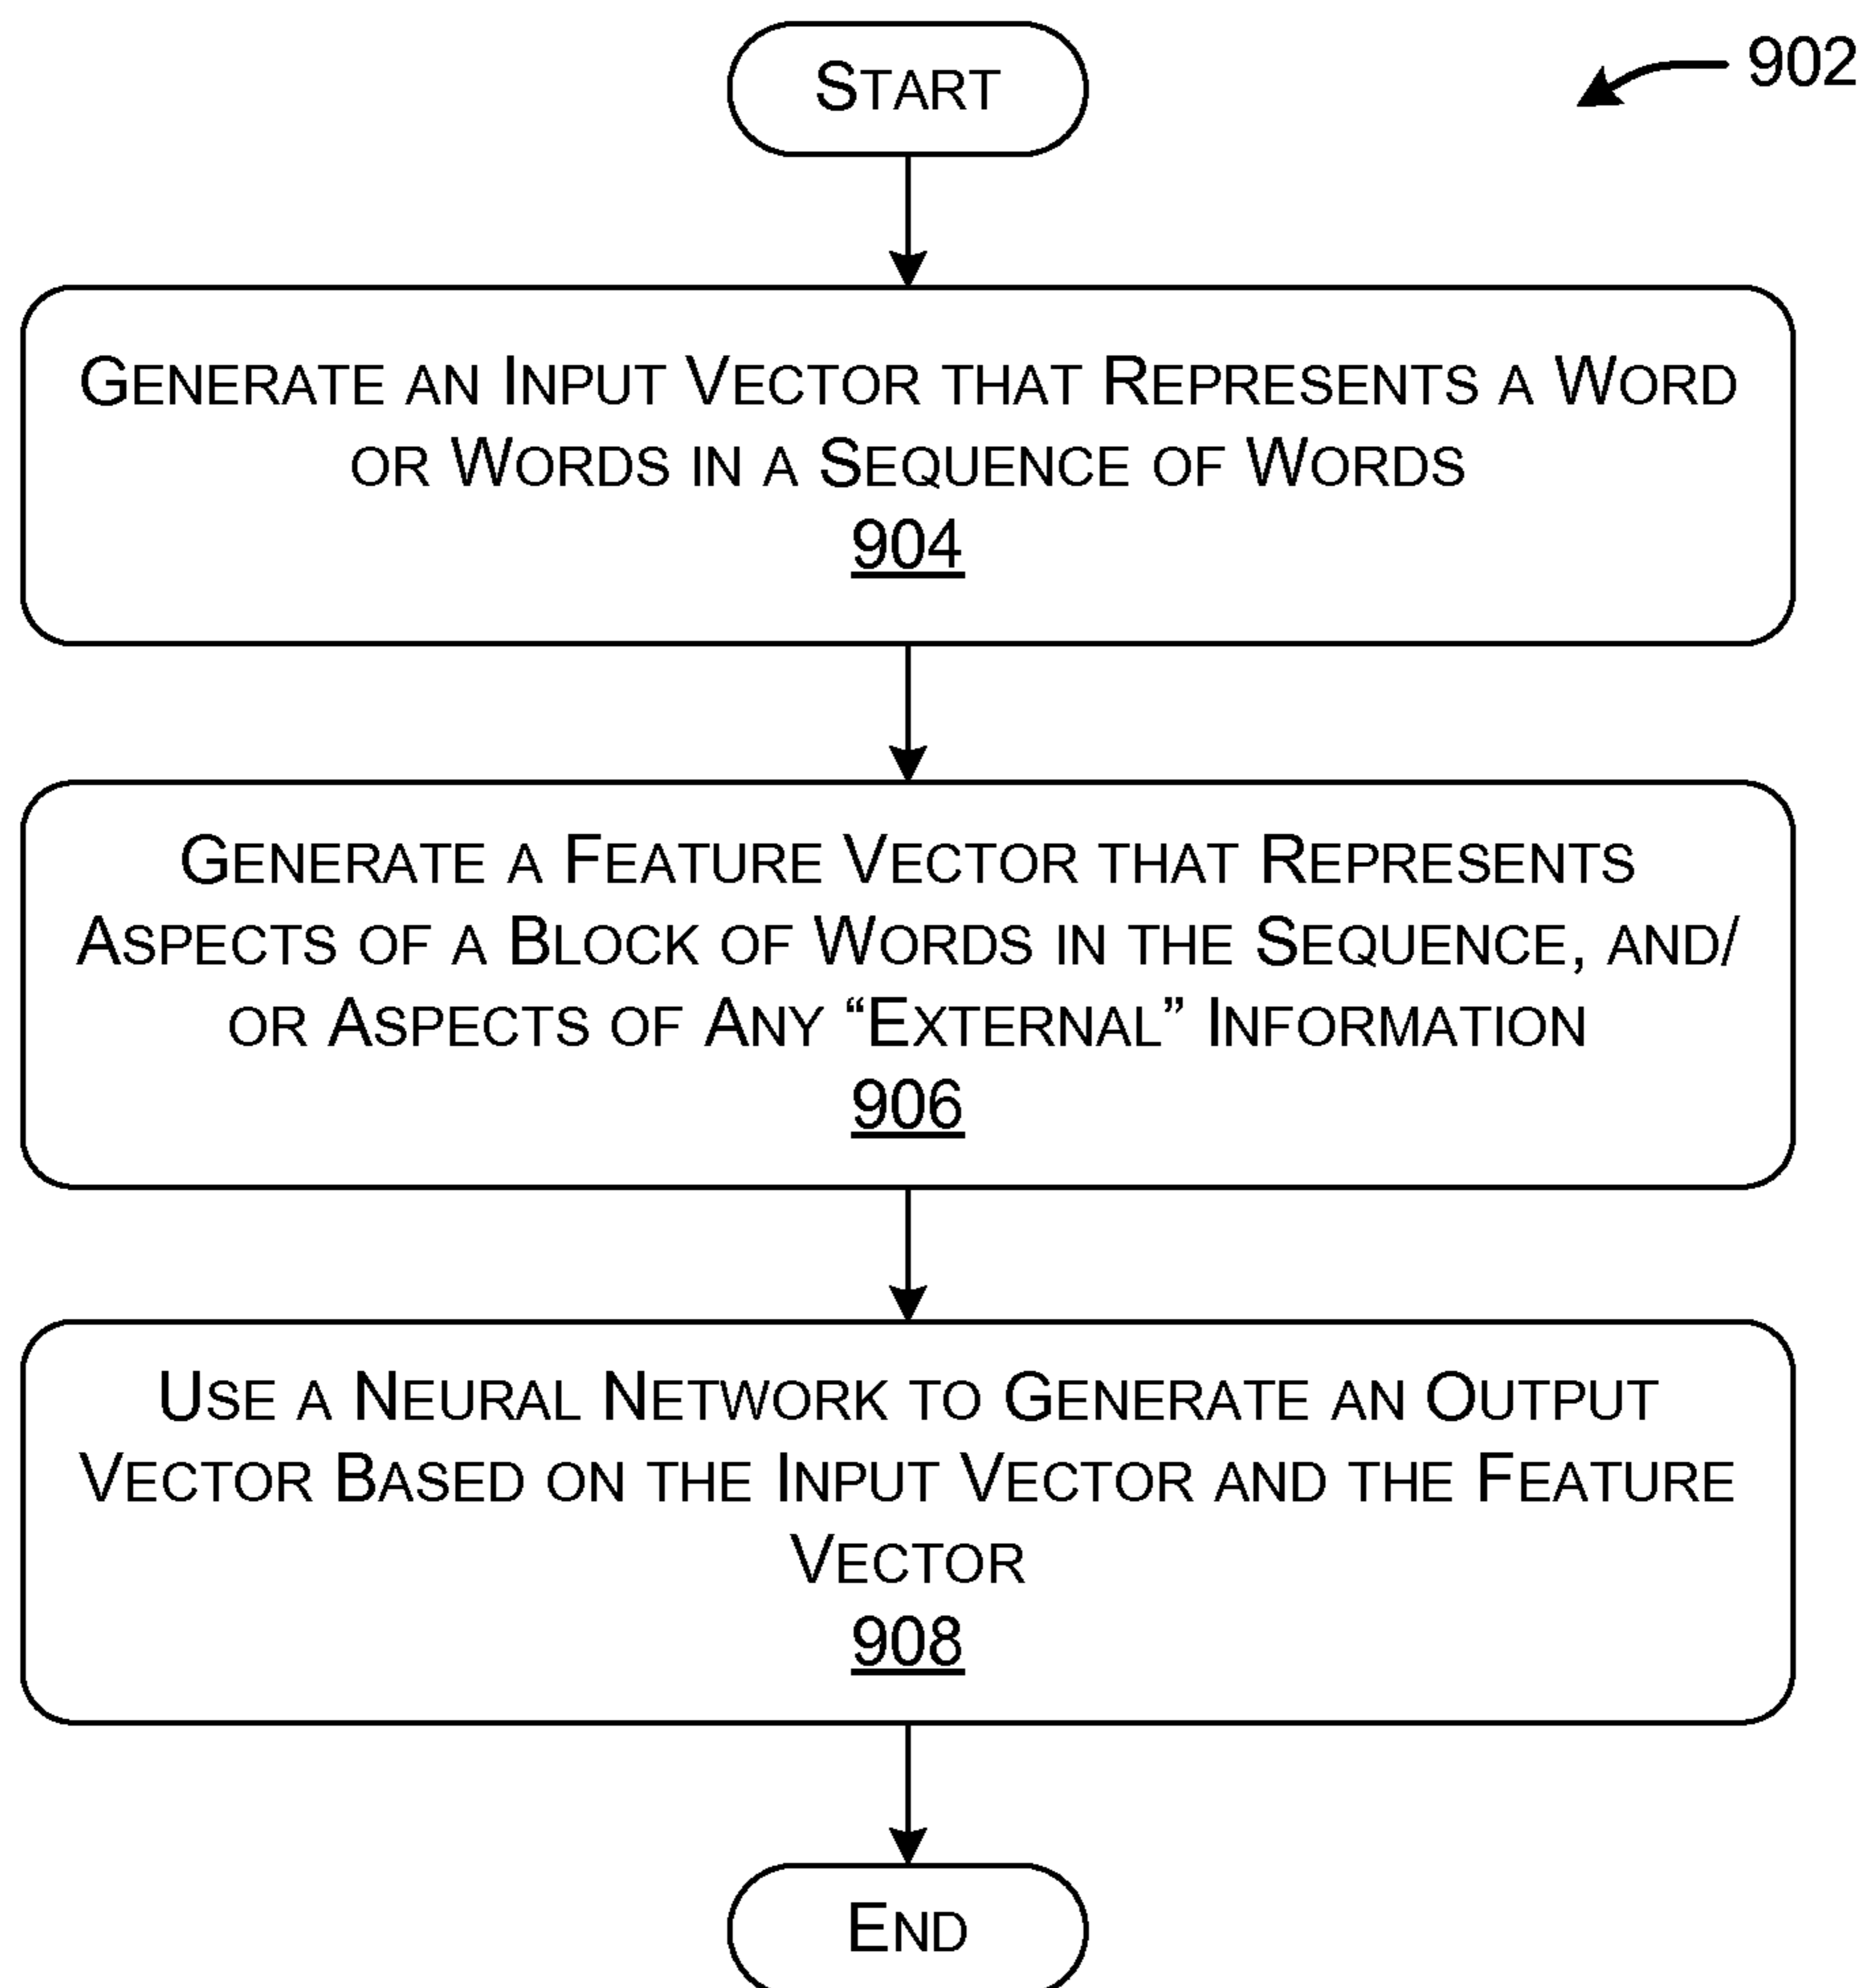 START
902
GENERATE AN INPUT VECTOR THAT REPRESENTS A WORD
OR WORDS IN A SEQUENCE OF WORDS
904
GENERATE A FEATURE VECTOR THAT REPRESENTS
ASPECTS OF A BLOCK OF WORDS IN THE SEQUENCE, AND/
OR ASPECTS OF ANY “EXTERNAL” INFORMATION
906
USE A NEURAL NETWORK TO GENERATE AN OUTPUT
VECTOR BASED ON THE INPUT VECTOR AND THE FEATURE
VECTOR
908
END